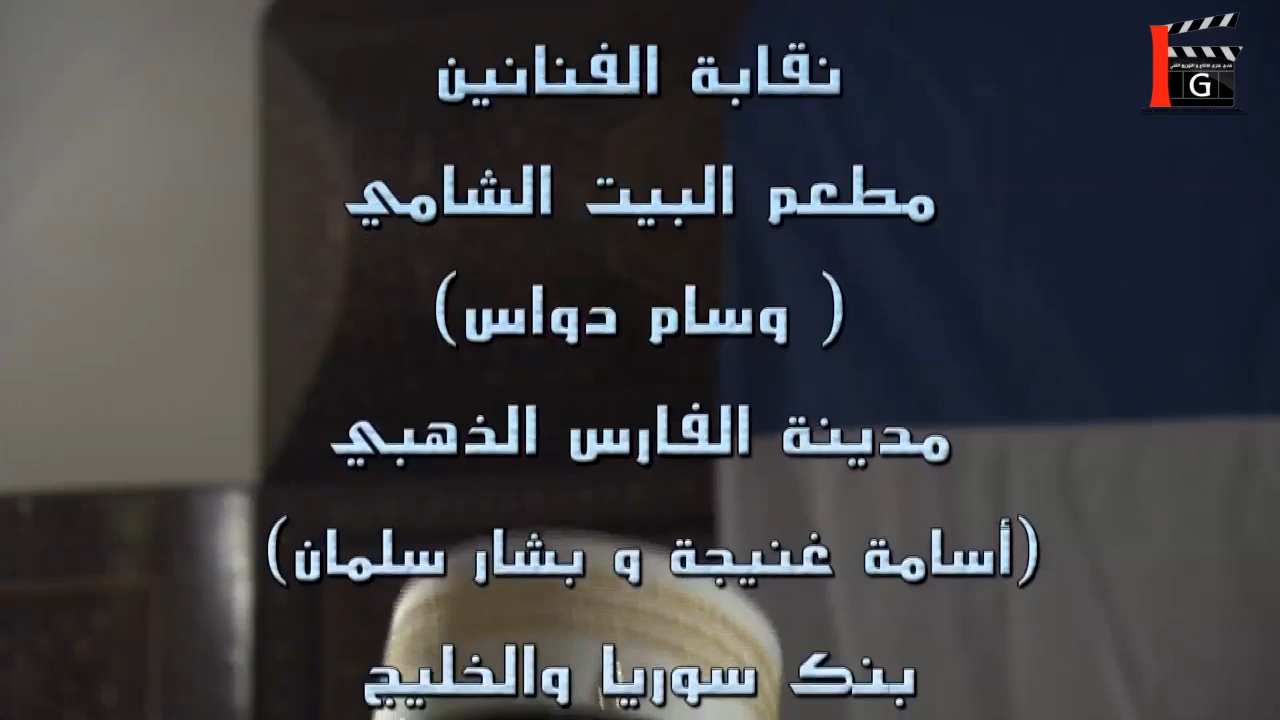 نقابة الفنانين
مطعم البيت الشامي
( وسام دواس)
مدينة الفارس الذهبي
(أسامة غنيجة و بشار سلمان)
بنك سوريا والخليج
G